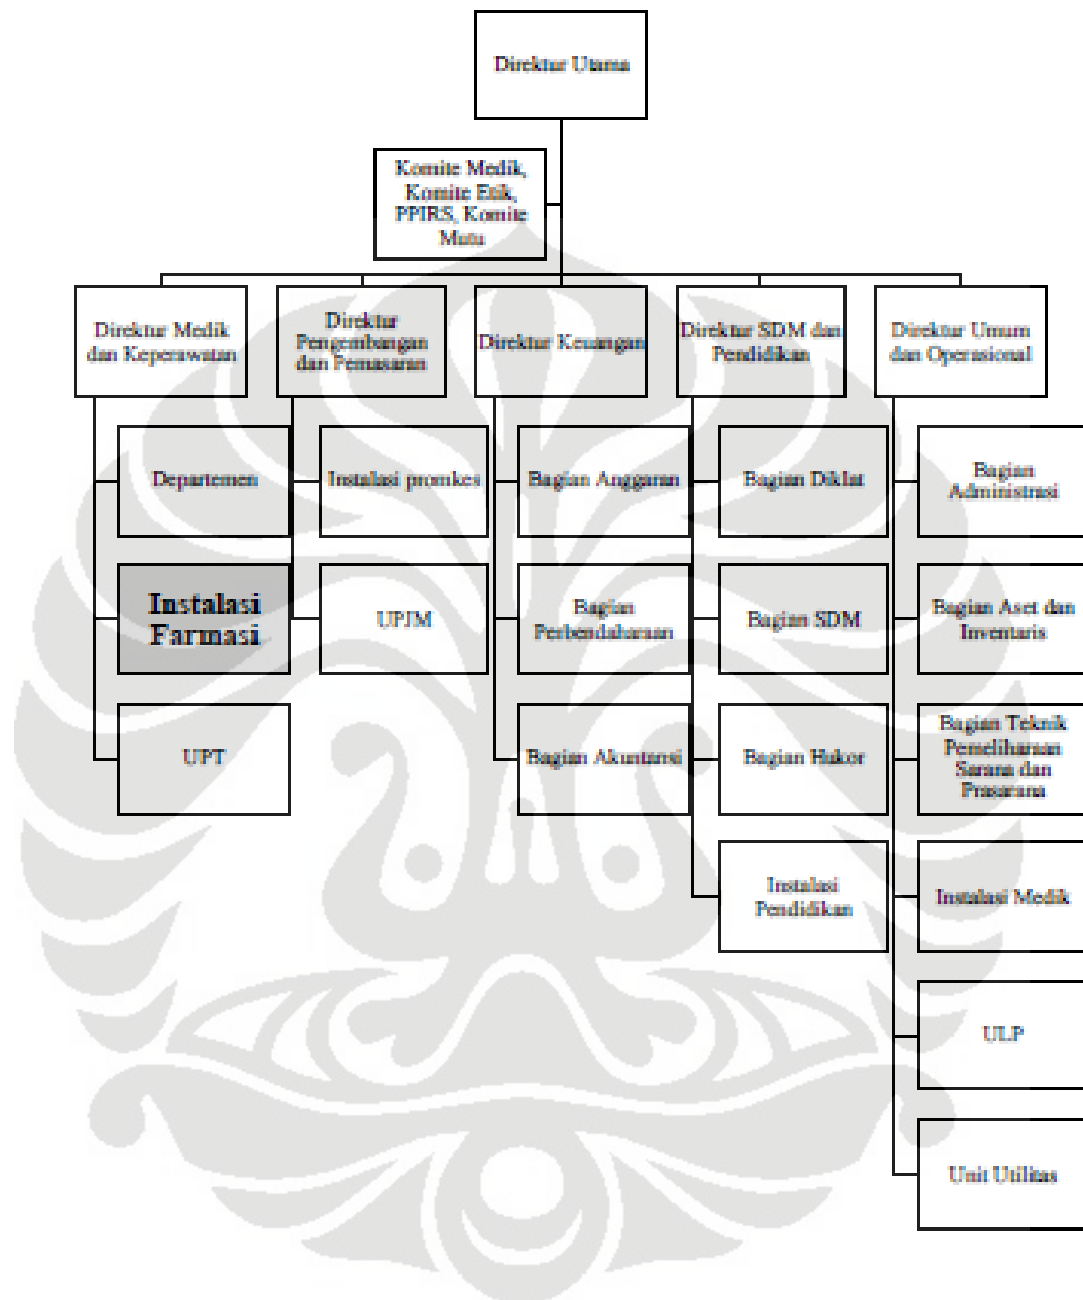 Direktur Utama
Komite Medik,
Komite Etik,
PPIRS, Komite
Mutu
Direktur Medik
dan Keperawatan
Direktur
Pengembangan
dan Pemasaran
Direktur Keuangan
Direktur SDM dan
Pendidikan
Direktur Umum
dan Operasional
Departemen
Instalasi promkes
Bagian Anggaran
Bagian Diklat
Bagian
Administrasi
Instalasi
Farmasi
UPJM
Bagian
Perbendaharaan
Bagian SDM
Bagian Aset dan
Inventaris
UPT
Bagian Akuntansi
Bagian Hukor
Bagian Teknik
Pemeliharaan
Sarana dan
Prasarana
Instalasi
Pendidikan
Instalasi Medik
ULP
Unit Utilitas